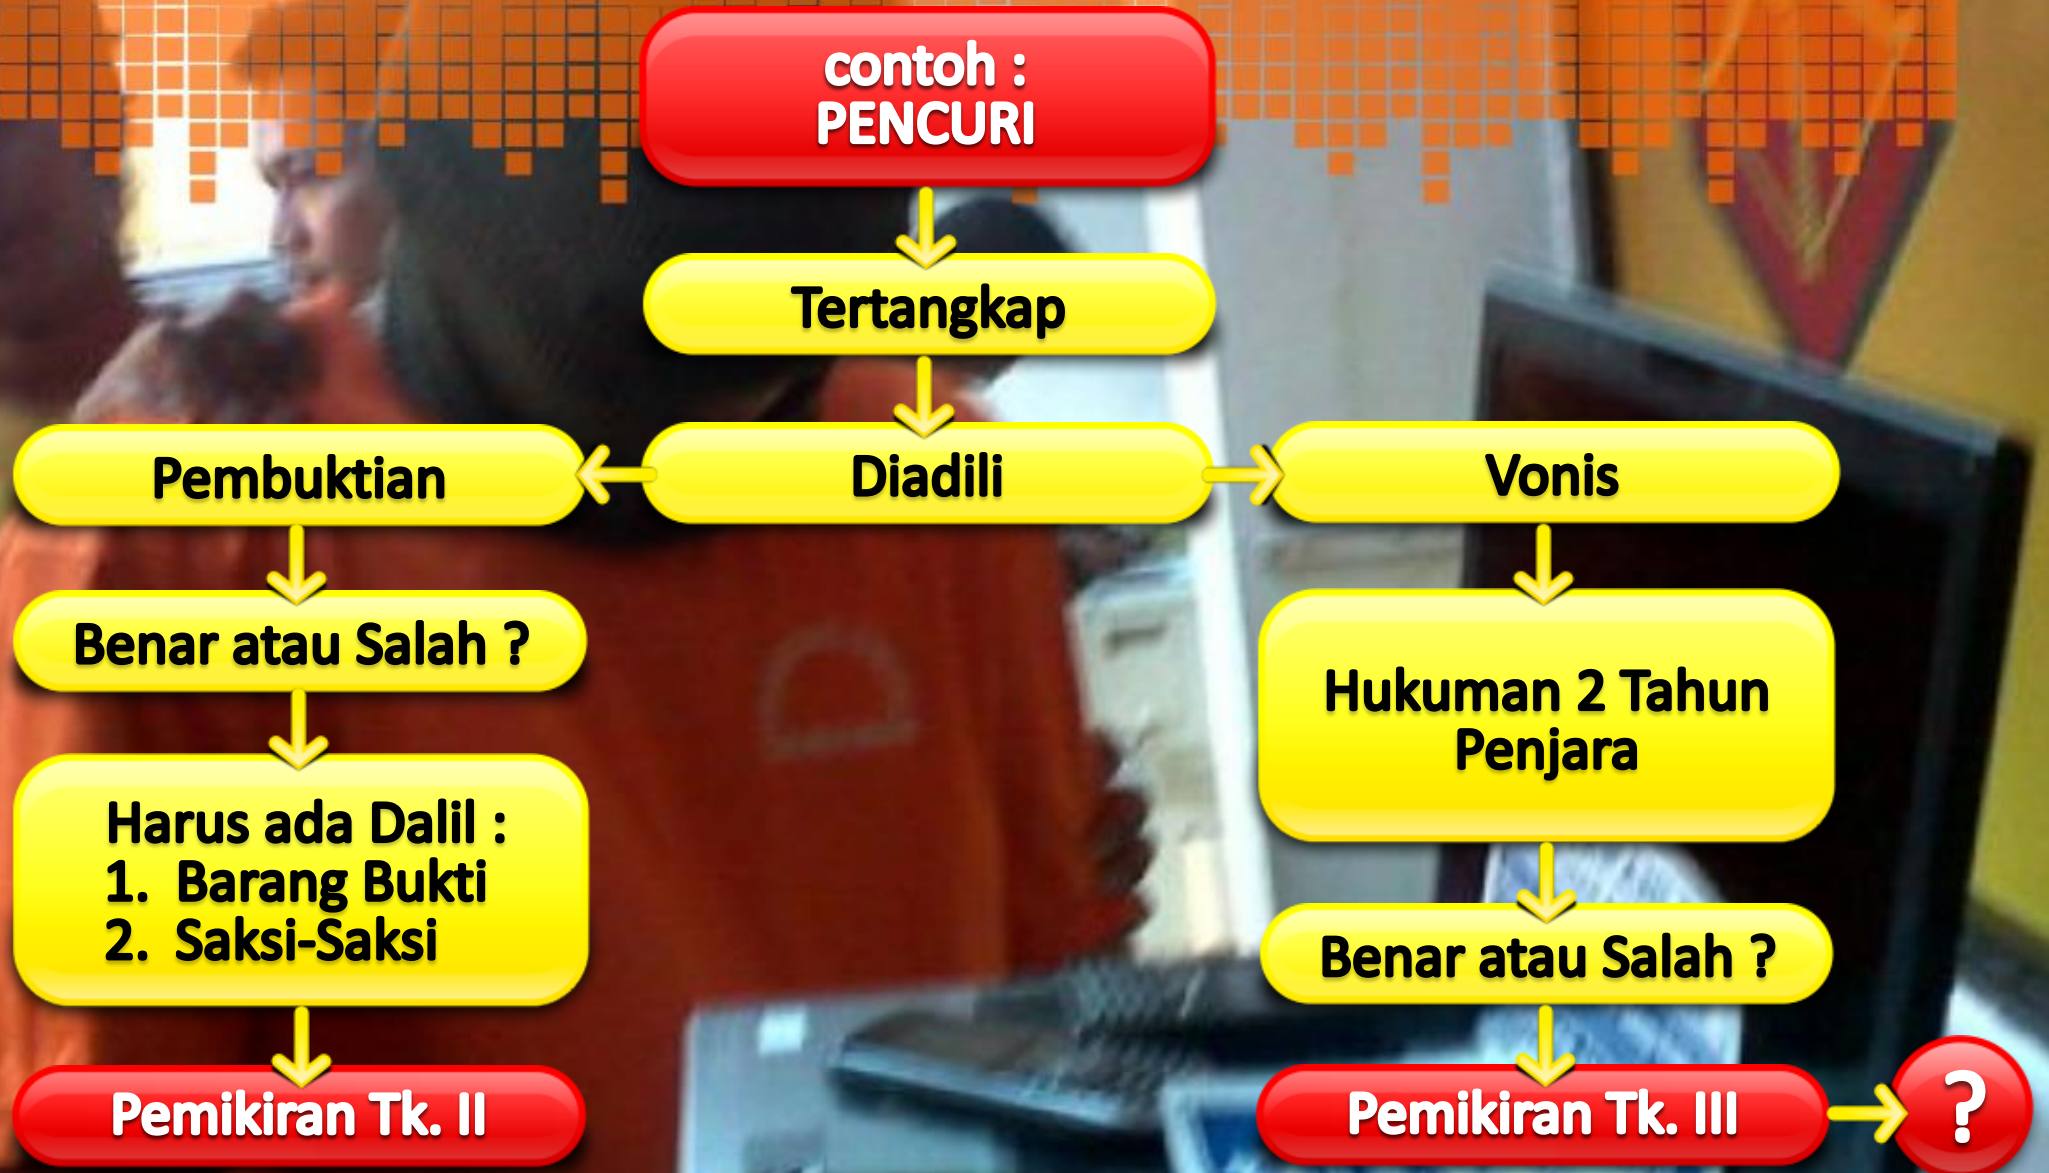 contoh :
PENCURI
Tertangkap
Pembuktian
Diadili
Vonis
Benar atau Salah ?
Hukuman 2 Tahun
Penjara
Harus ada Dalil :
1. Barang Bukti
2. Saksi-Saksi
Benar atau Salah ?
Pemikiran Tk. II
Pemikiran Tk. III
?